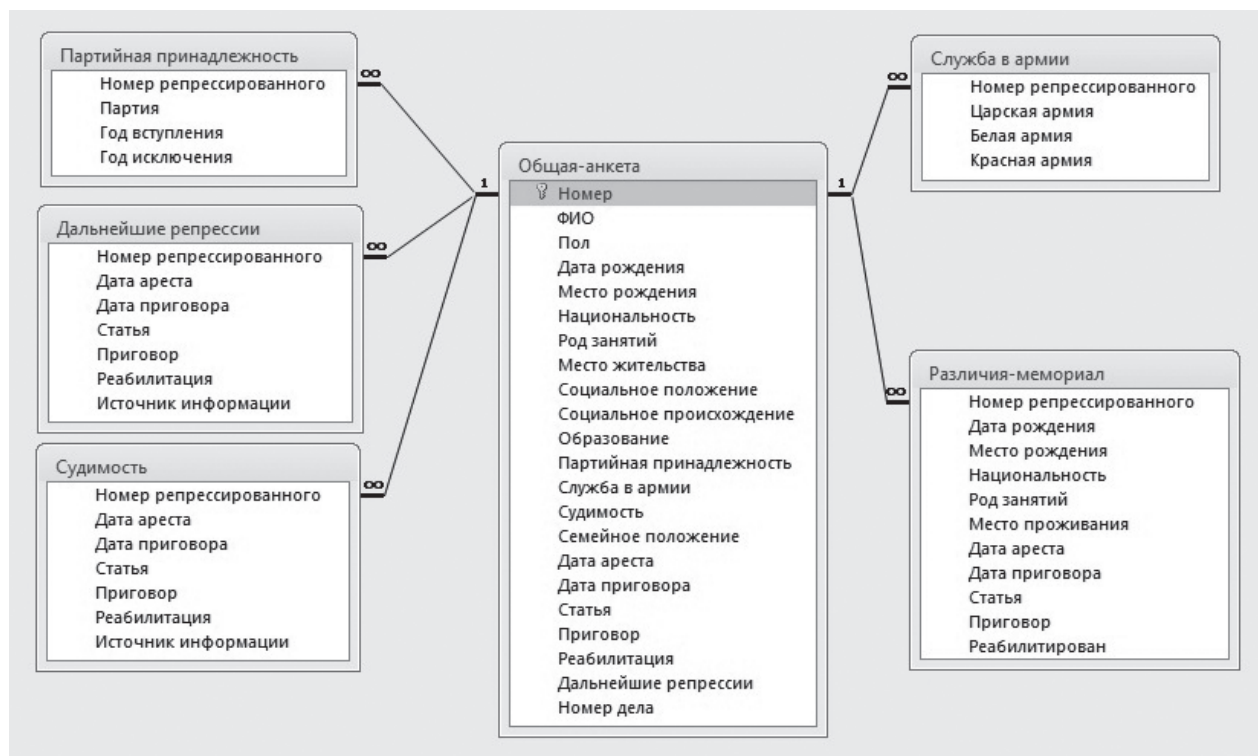 Партийная принадлежность
Номер репрессированного
Партия
Год вступления
Год исключения
∞
Дальнейшие репрессии
Номер репрессированного
Дата ареста
Дата приговора
Статья
Приговор
Реабилитация
Источник информации
∞
Судимость
Номер репрессированного
Дата ареста
Дата приговора
Статья
Приговор
Реабилитация
Источник информации
∞
1
Общая-анкета
Номер
ФИО
Пол
Дата рождения
Место рождения
Национальность
Род занятий
Место жительства
Социальное положение
Социальное происхождение
Образование
Партийная принадлежность
Служба в армии
Судимость
Семейное положение
Дата ареста
Дата приговора
Статья
Приговор
Реабилитация
Дальнейшие репрессии
Номер дела
1
∞
Служба в армии
Номер репрессированного
Царская армия
Белая армия
Красная армия
∞
Различия-мемориал
Номер репрессированного
Дата рождения
Место рождения
Национальность
Род занятий
Место проживания
Дата ареста
Дата приговора
Статья
Приговор
Реабилитирован